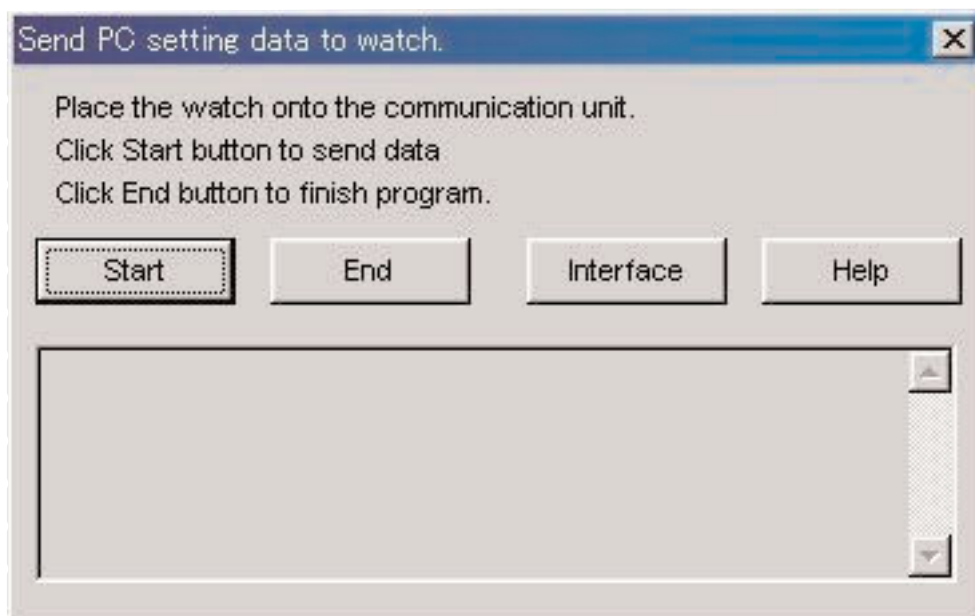 Send PC setting data to watch.
Place the watch onto the communication unit.
Click Start button to send data
Click End button to finish program.
Start End Interface Help